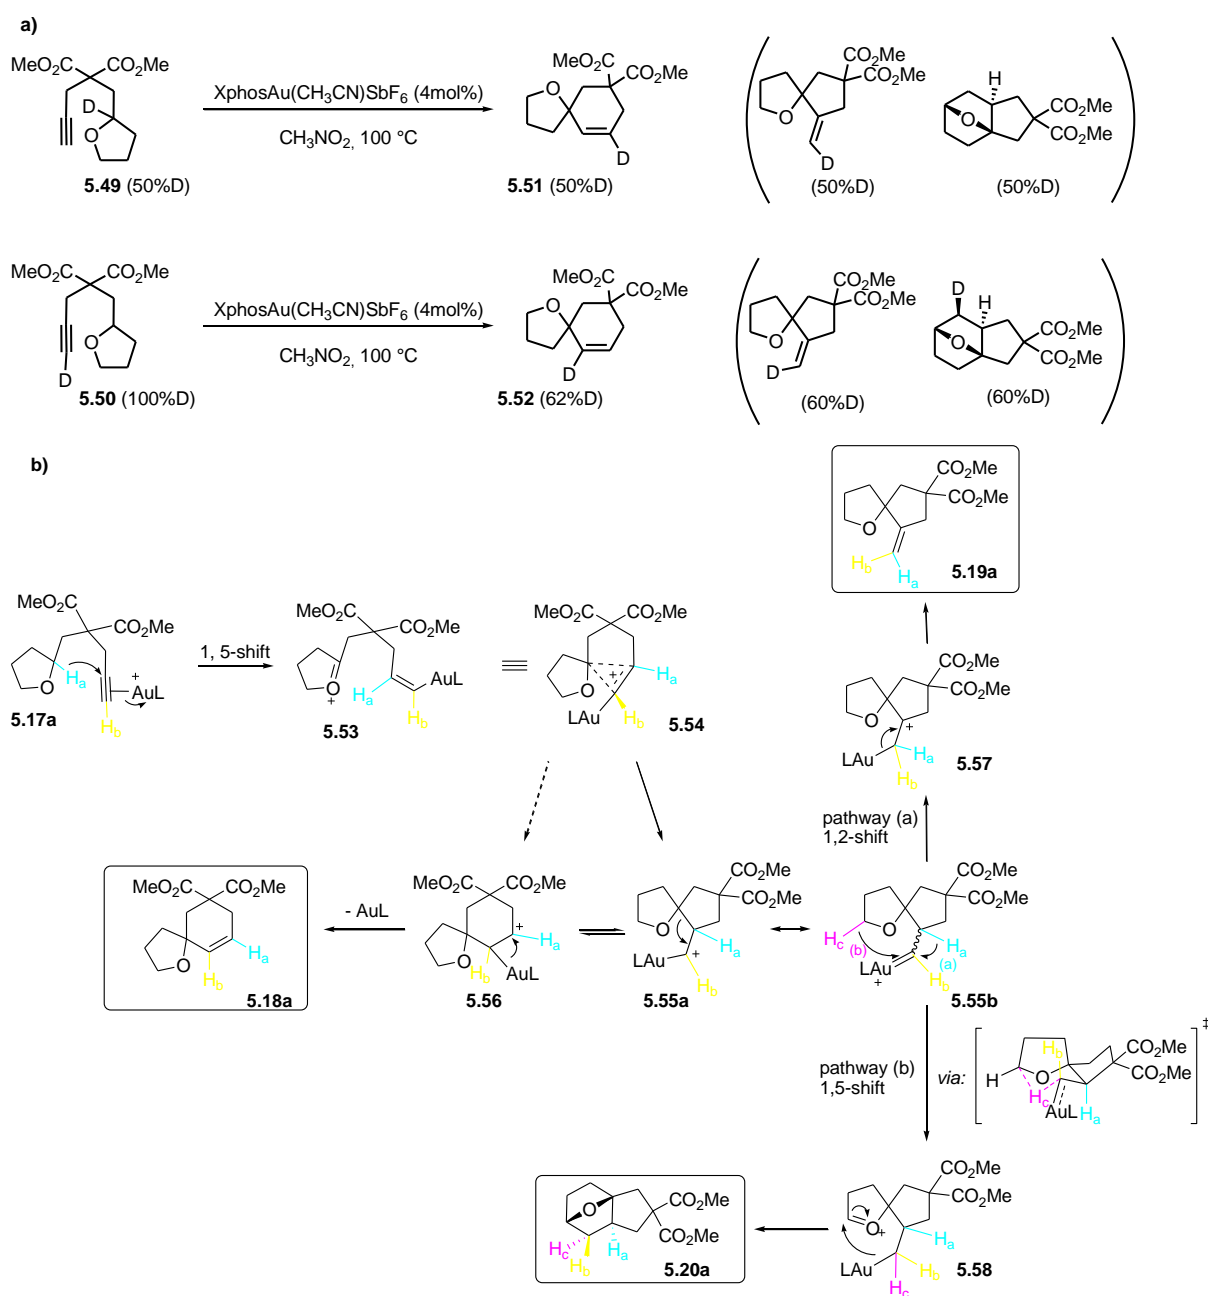 a)
MeO₂C CO₂Me
D
O
5.49 (50%D)
XphosAu(CH₃CN)SbF₆ (4mol%)
CH₃NO₂, 100 °C
MeO₂C
CO₂Me
O
D
5.51 (50%D)
CO₂Me
CO₂Me
O
D
(50%D)
H
O
CO₂Me
CO₂Me
(50%D)
MeO₂C CO₂Me
O
D
5.50 (100%D)
XphosAu(CH₃CN)SbF₆ (4mol%)
CH₃NO₂, 100 °C
MeO₂C
CO₂Me
O
D
5.52 (62%D)
CO₂Me
CO₂Me
O
D
(60%D)
D
H
O
CO₂Me
CO₂Me
(60%D)
b)
CO₂Me
CO₂Me
O
Hb
Ha
5.19a
MeO₂C
CO₂Me
Ha
O
+
AuL
Hb
5.17a
1, 5-shift
MeO₂C
CO₂Me
O
+
Ha
AuL
Hb
5.53
MeO₂C CO₂Me
O
+
Ha
LAu
Hb
5.54
CO₂Me
CO₂Me
O
+
LAu
Ha
Hb
5.57
pathway (a)
1,2-shift
MeO₂C CO₂Me
O
Ha
Hb
5.18a
- AuL
MeO₂C CO₂Me
+
Ha
O
Hb
AuL
5.56
CO₂Me
CO₂Me
O
Ha
LAu
+
Hb
5.55a
CO₂Me
CO₂Me
O
Hc
(b)
Ha
(a)
LAu
+
Hb
5.55b
pathway (b)
1,5-shift
via:
‡
Hb
CO₂Me
CO₂Me
H
O
Hc
AuL
Ha
CO₂Me
CO₂Me
O
Hc
Hb
Ha
5.20a
CO₂Me
CO₂Me
O
+
Ha
LAu
Hb
Hc
5.58